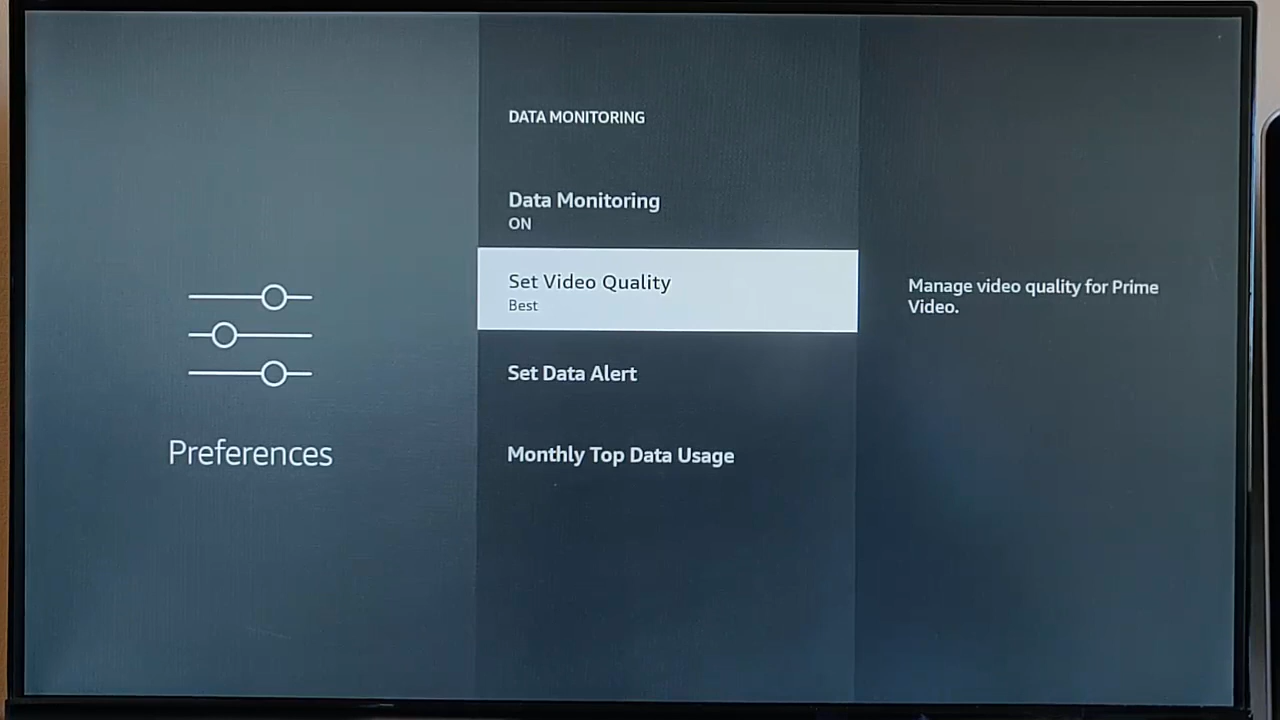 DATA MONITORING
Data Monitoring
ON
Set Video Quality
Best
Set Data Alert
Monthly Top Data Usage
Preferences
Manage video quality for Prime
Video.